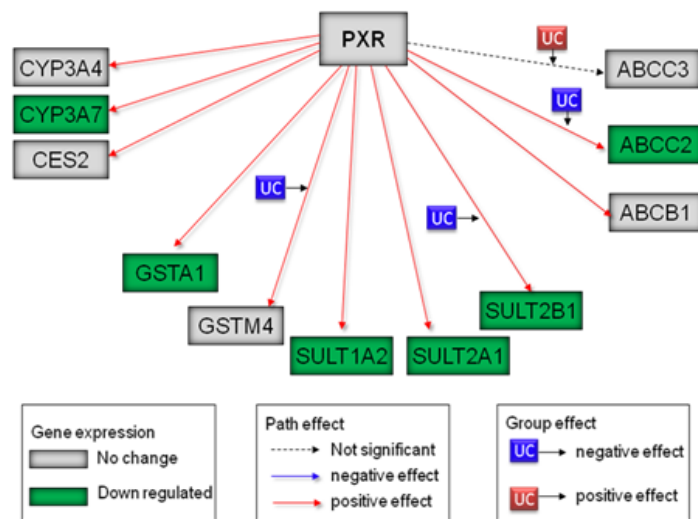 PXR
UC
CYP3A4
ABCC3
UC
CYP3A7
ABCC2
CES2
UC
UC
ABCB1
GSTA1
SULT2B1
GSTM4
SULT1A2
SULT2A1
Gene expression
No change
Down regulated
Path effect
Not significant
negative effect
positive effect
Group effect
UC negative effect
UC positive effect